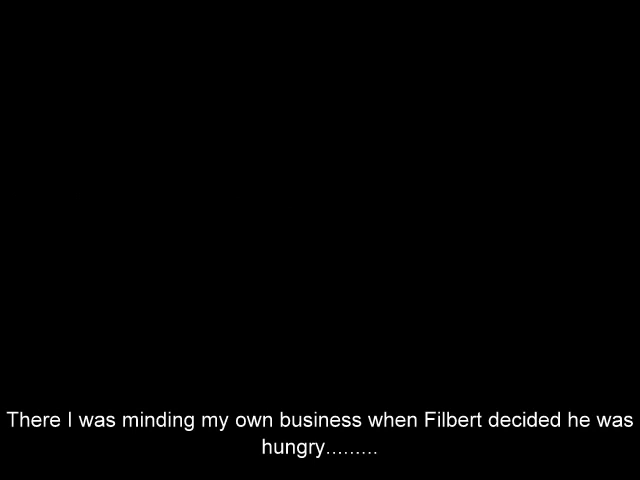 There I was minding my own business when Filbert decided he was
hungry.........